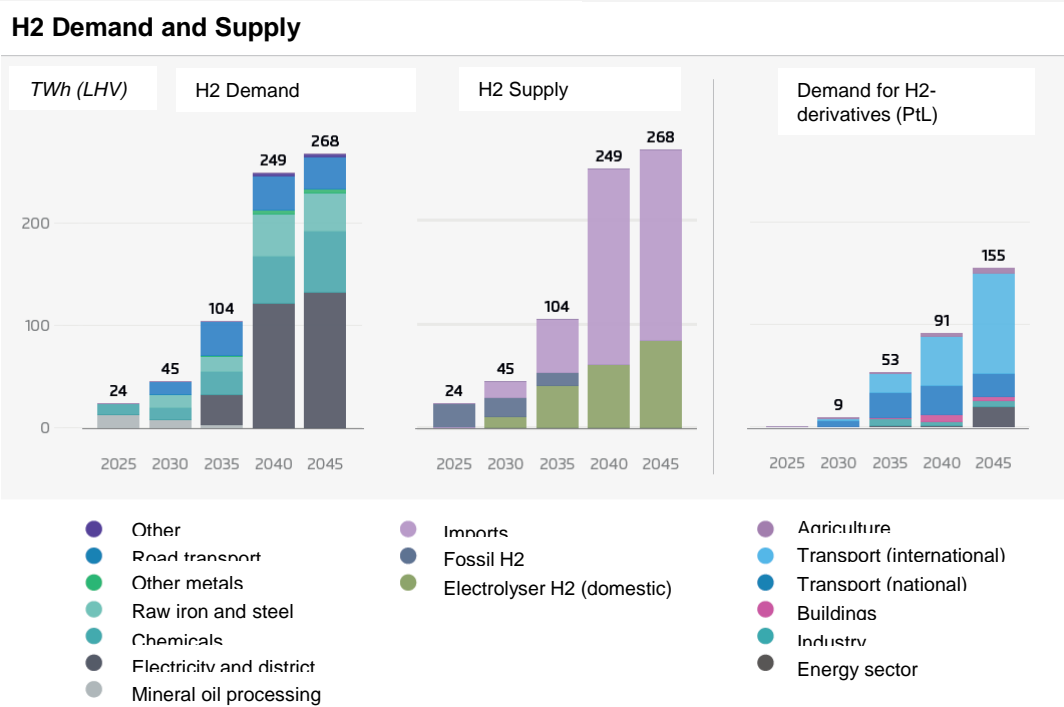 H2 Demand and Supply
TWh (LHV)
H2 Demand
H2 Supply
Demand for H2-
derivatives (PtL)
200
100
0
24
45
104
249
268
2025 2030 2035 2040 2045
24
45
104
249
268
2025 2030 2035 2040 2045
9
53
91
155
2025 2030 2035 2040 2045
Other
Road transport
Other metals
Raw iron and steel
Chemicals
Electricity and district
Mineral oil processing
Imports
Fossil H2
Electrolyser H2 (domestic)
Agriculture
Transport (international)
Transport (national)
Buildings
Industry
Energy sector